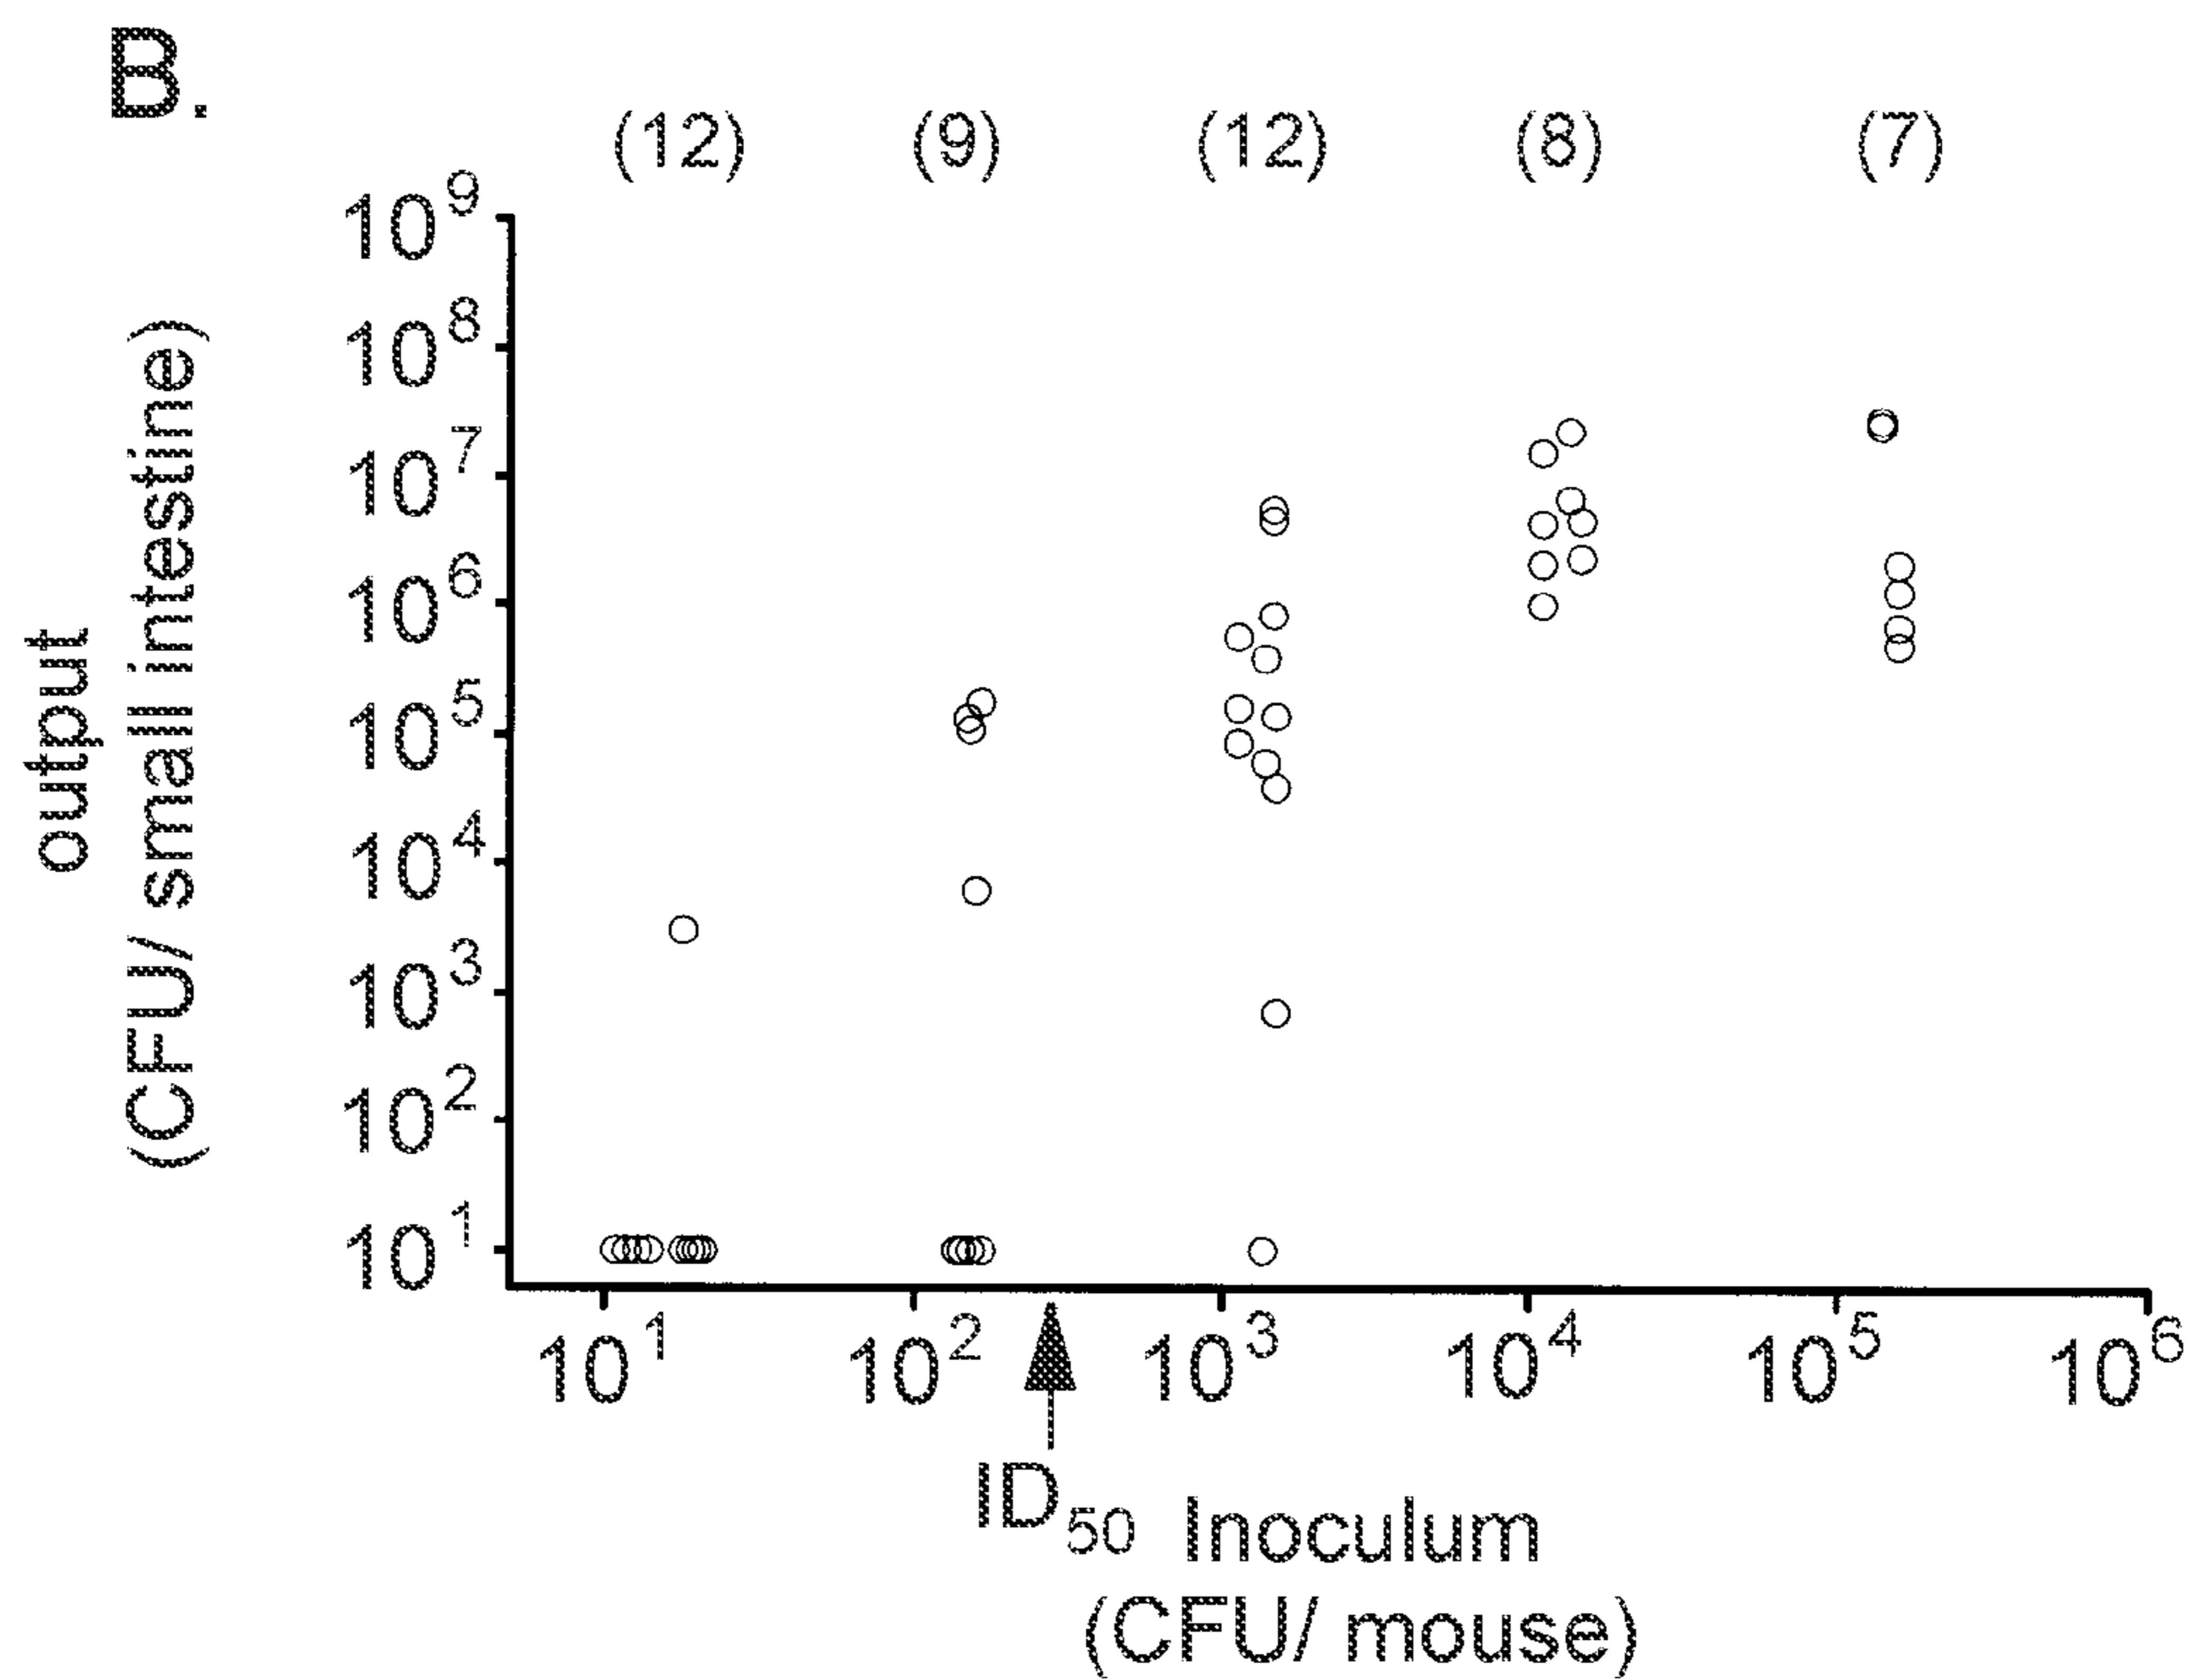 B.
(12) (9) (12) (8) (7)
10^9
10^8
10^7
10^6
10^5
10^4
10^3
10^2
10^1
output
(CFU/ small intestine)
10^1 10^2 10^3 10^4 10^5 10^6
ID50 Inoculum
(CFU/ mouse)